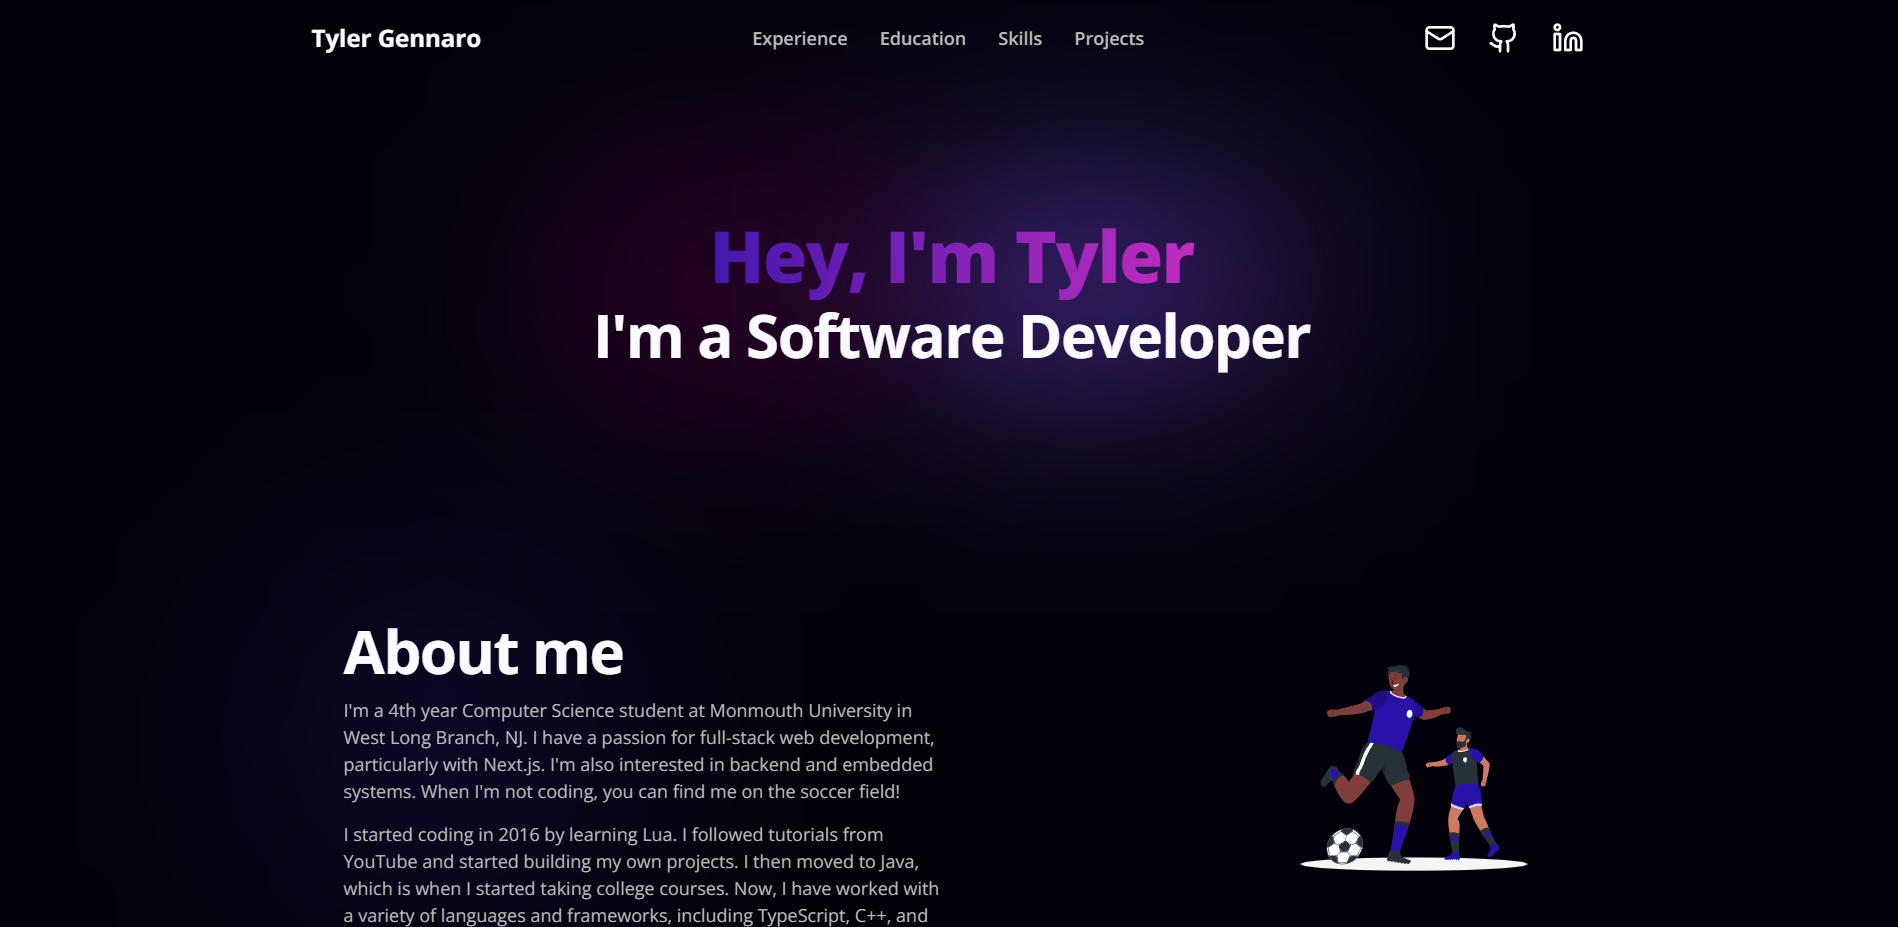 Tyler Gennaro
Experience Education Skills Projects
Hey, I'm Tyler
I'm a Software Developer
About me
I'm a 4th year Computer Science student at Monmouth University in
West Long Branch, NJ. I have a passion for full-stack web development,
particularly with Next.js. I'm also interested in backend and embedded
systems. When I'm not coding, you can find me on the soccer field!
I started coding in 2016 by learning Lua. I followed tutorials from
YouTube and started building my own projects. I then moved to Java,
which is when I started taking college courses. Now, I have worked with
a variety of languages and frameworks, including TypeScript, C++, and